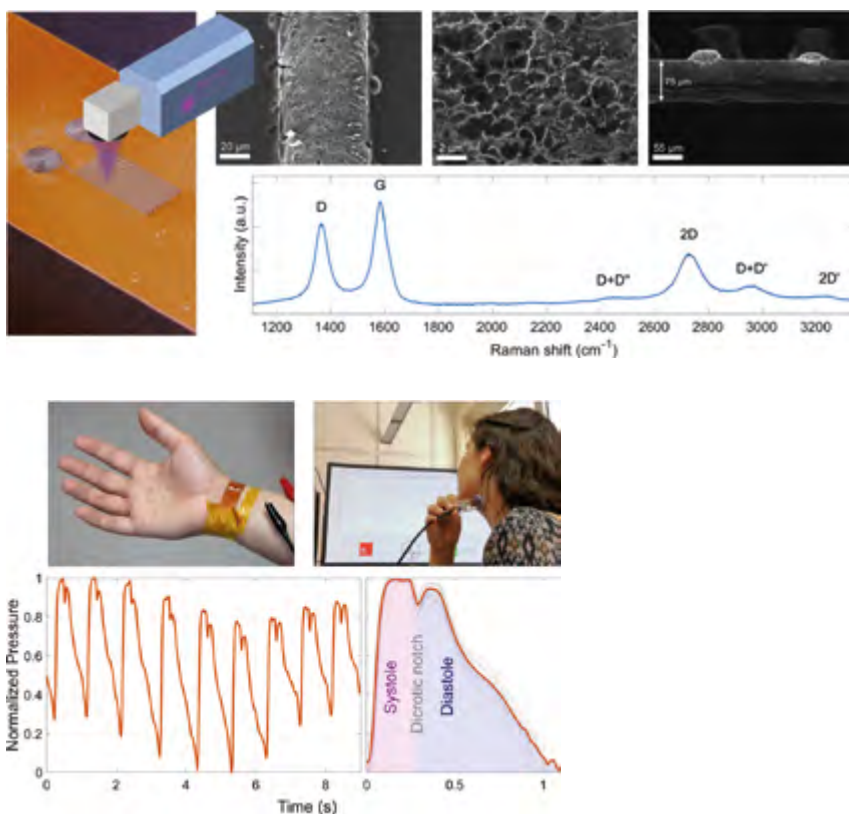 20 µm
2 µm
75 µm
55 µm
D
G
2D
D+D"
D+D'
2D'
Intensity (a.u.)
1200 1400 1600 1800 2000 2200 2400 2600 2800 3000 3200
Raman shift (cm⁻¹)
Normalized Pressure
1
0.8
0.6
0.4
0.2
0
0 2 4 6 8
Time (s)
Systole
Dicrotic notch
Diastole
0 0.5 1